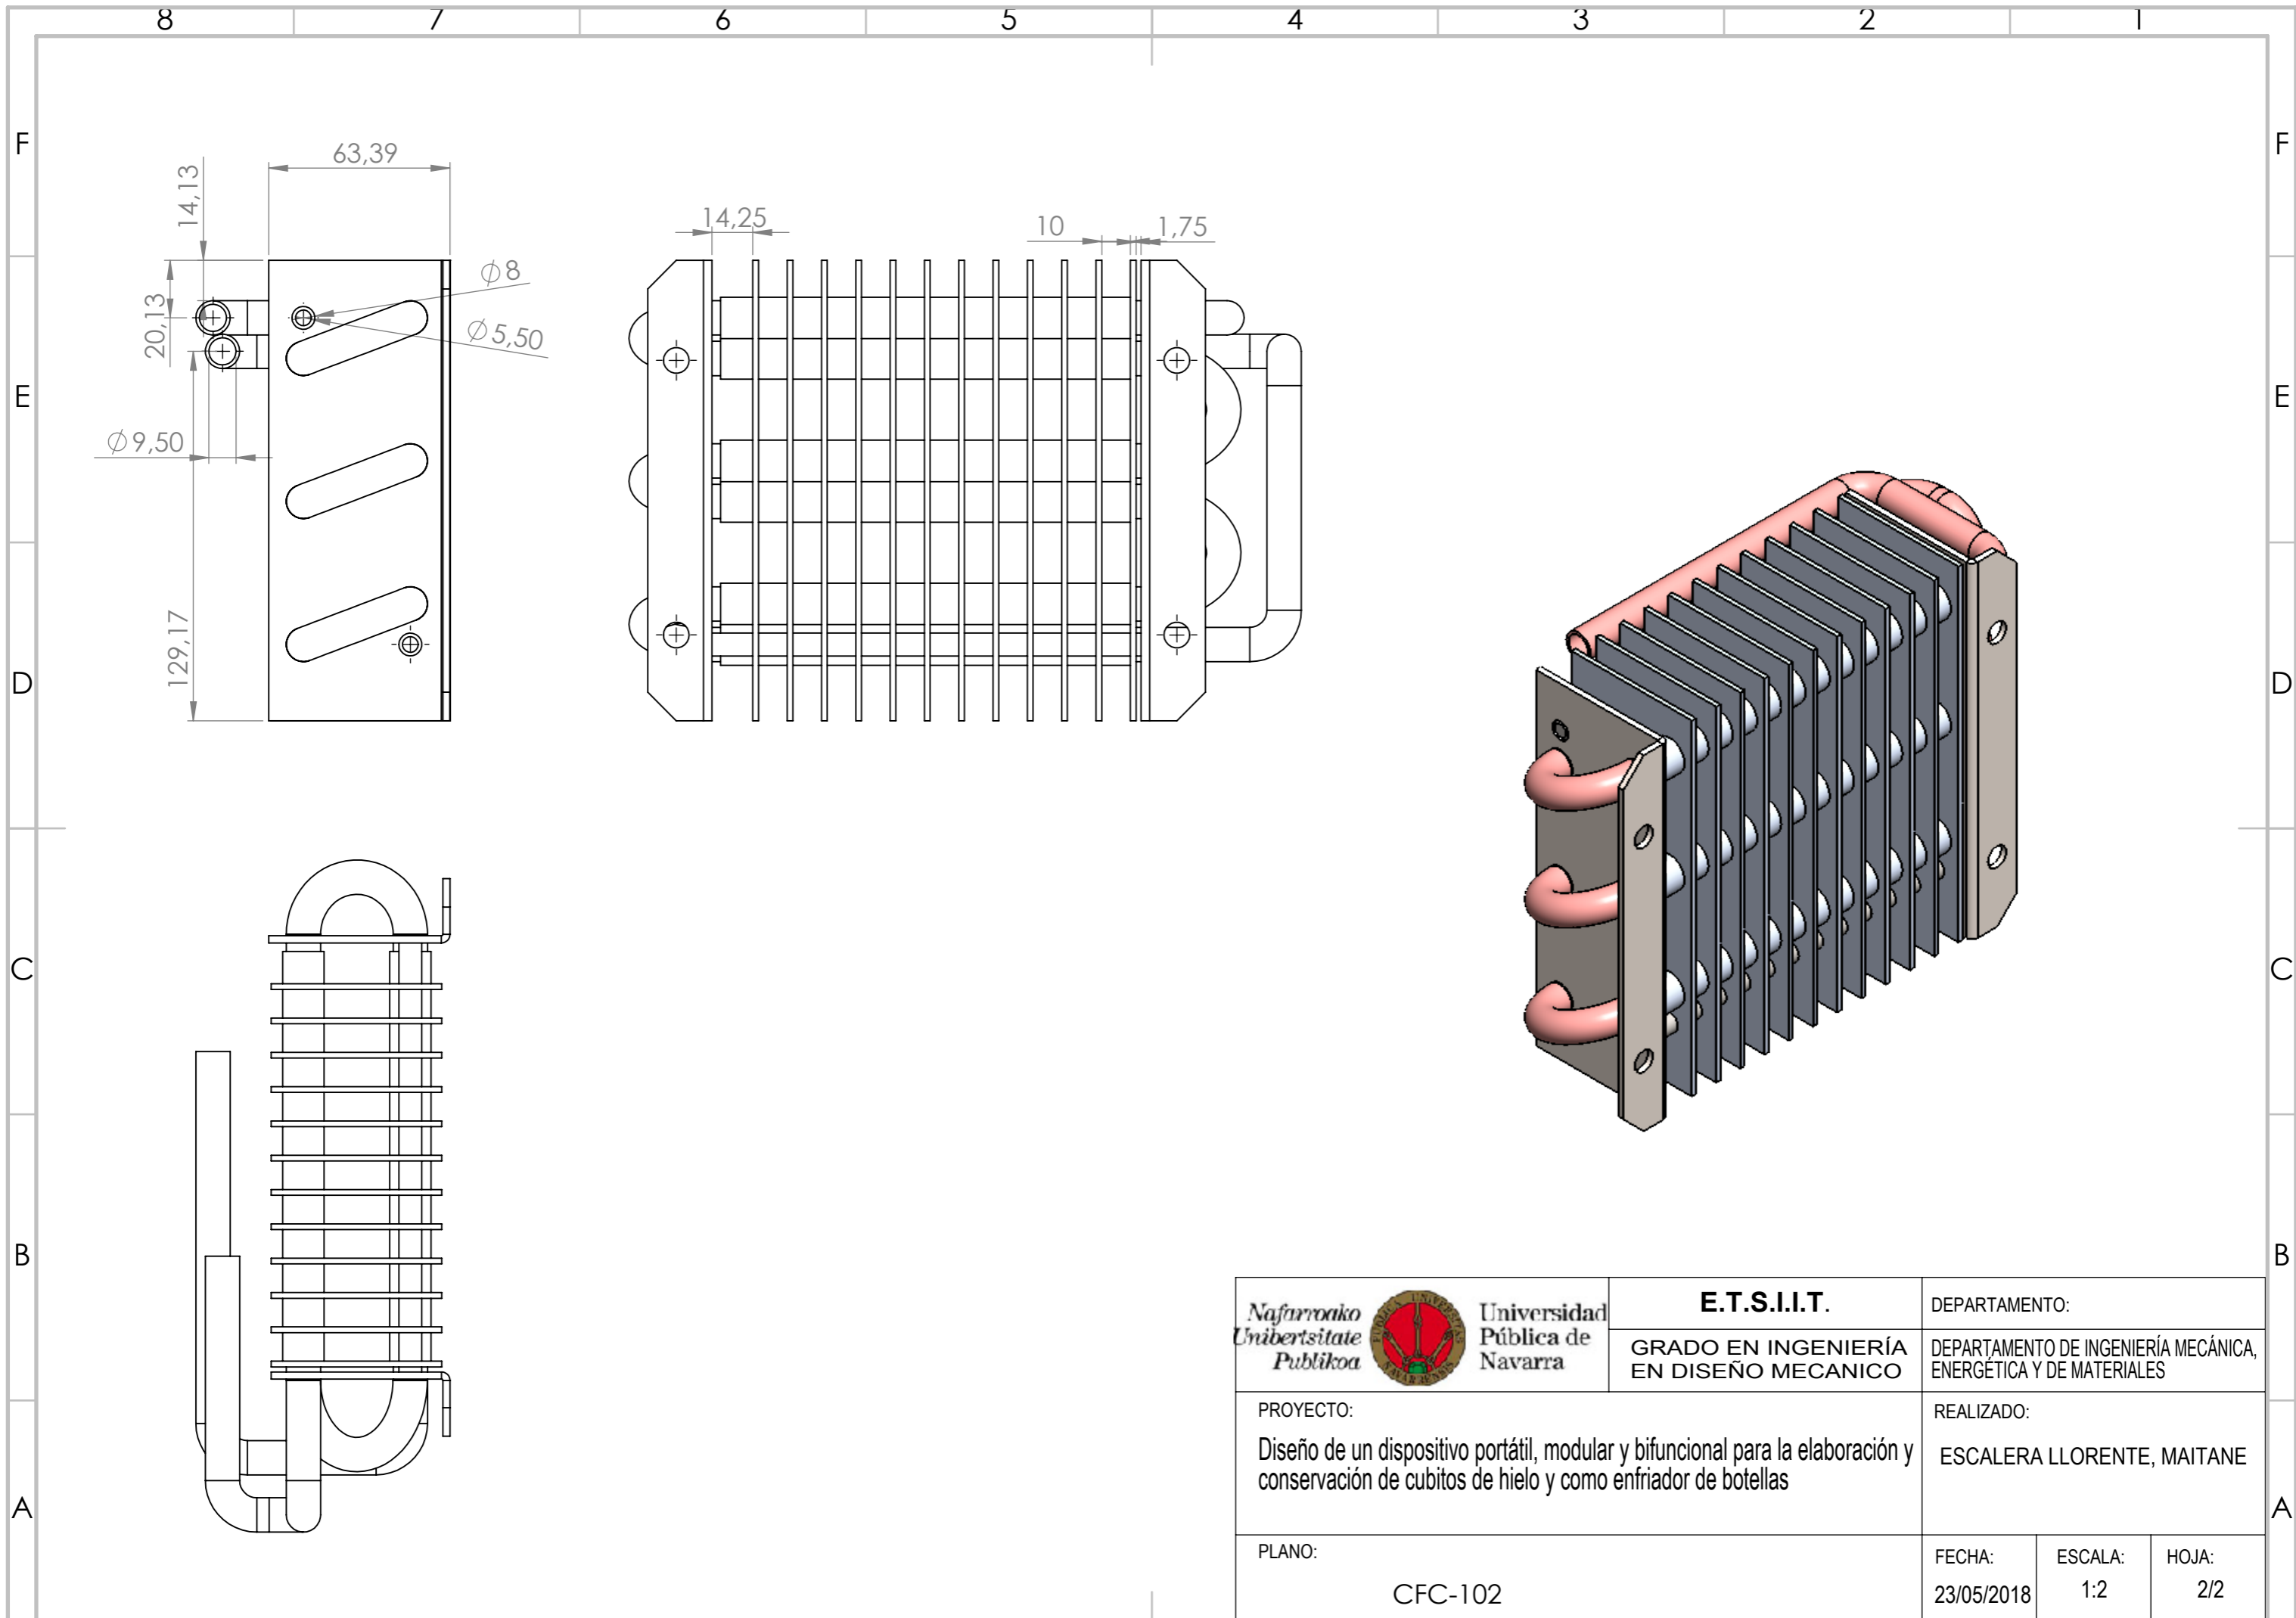 8 7 6 5 4 3 2 1
F F
63,39
14,13
14,25 10 1,75
Ø8
20,13
Ø5,50
E E
Ø9,50
129,17
D D
C C
B B
Nafarroako
Unibertsitate
Publikoa
Universidad
Pública de
Navarra
E.T.S.I.I.T.
GRADO EN INGENIERÍA
EN DISEÑO MECANICO
DEPARTAMENTO:
DEPARTAMENTO DE INGENIERÍA MECÁNICA,
ENERGÉTICA Y DE MATERIALES
PROYECTO:
Diseño de un dispositivo portátil, modular y bifuncional para la elaboración y
conservación de cubitos de hielo y como enfriador de botellas
REALIZADO:
ESCALERA LLORENTE, MAITANE
A A
PLANO:
CFC-102
FECHA:
23/05/2018
ESCALA:
1:2
HOJA:
2/2